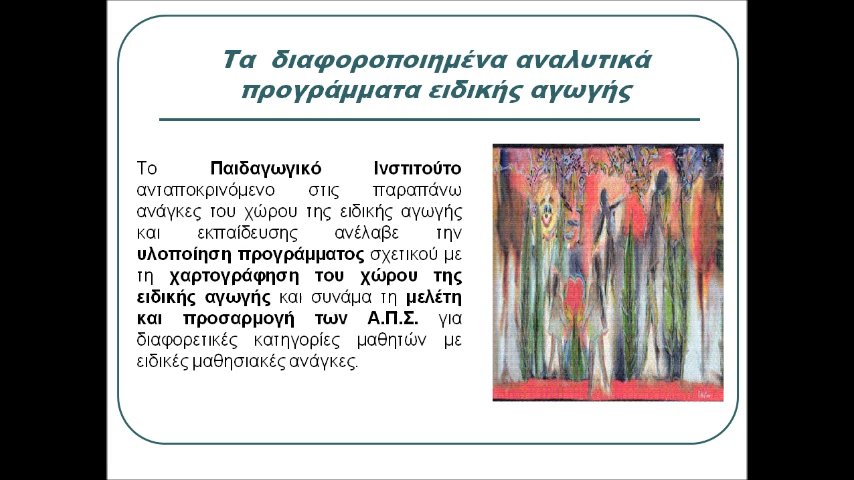 Τα διαφοροποιημένα αναλυτικά
προγράμματα ειδικής αγωγής
Το Παιδαγωγικό Ινστιτούτο
ανταποκρινόμενο στις παραπάνω
ανάγκες του χώρου της ειδικής αγωγής
και εκπαίδευσης ανέλαβε την
υλοποίηση προγράμματος σχετικού με
τη χαρτογράφηση του χώρου της
ειδικής αγωγής και συνάμα τη μελέτη
και προσαρμογή των Α.Π.Σ. για
διαφορετικές κατηγορίες μαθητών με
ειδικές μαθησιακές ανάγκες.